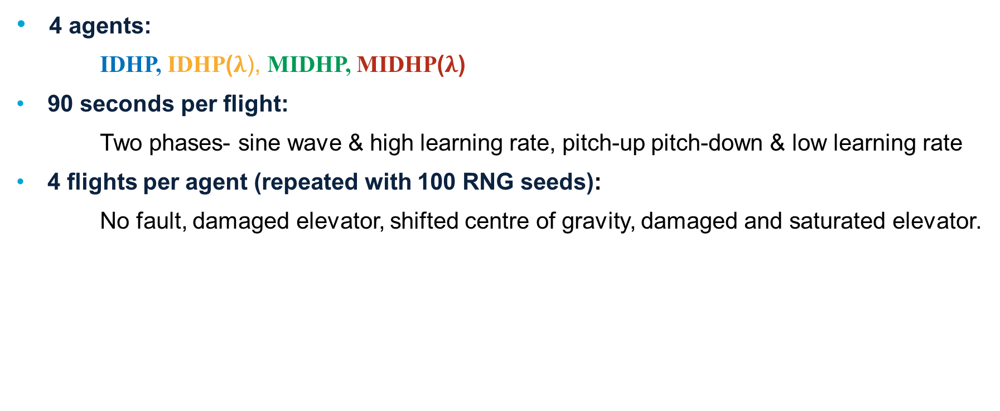 • 4 agents:
IDHP, IDHP(λ), MIDHP, MIDHP(λ)
• 90 seconds per flight:
Two phases- sine wave & high learning rate, pitch-up pitch-down & low learning rate
• 4 flights per agent (repeated with 100 RNG seeds):
No fault, damaged elevator, shifted centre of gravity, damaged and saturated elevator.